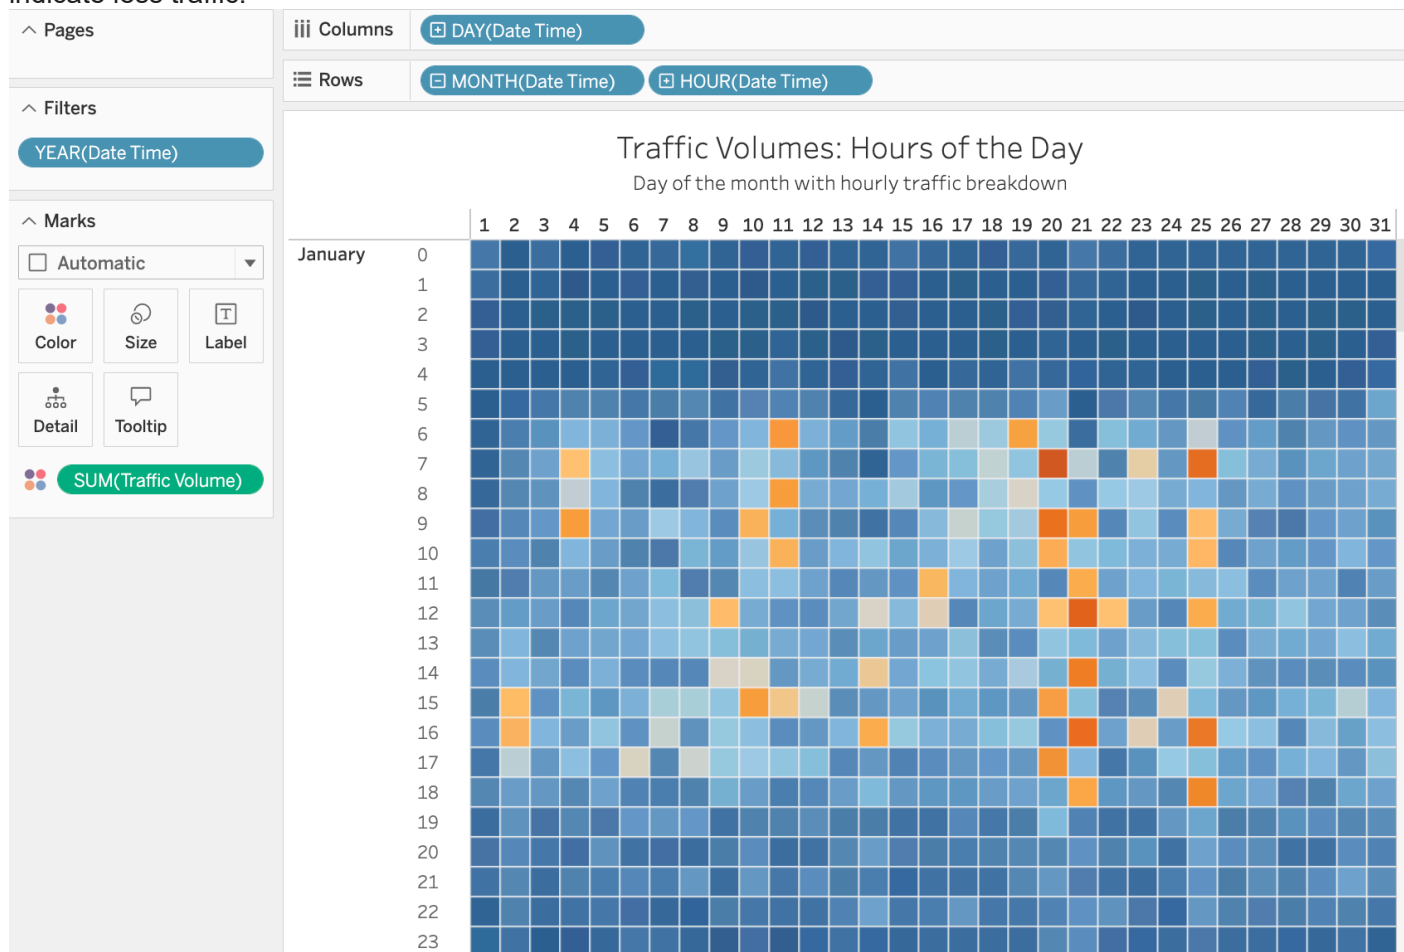 indicate less traffic.
Pages
Columns
DAY(Date Time)
Rows
MONTH(Date Time)
HOUR(Date Time)
Filters
YEAR(Date Time)
Marks
Automatic
Color
Size
Label
Detail
Tooltip
SUM(Traffic Volume)
Traffic Volumes: Hours of the Day
Day of the month with hourly traffic breakdown
1 2 3 4 5 6 7 8 9 10 11 12 13 14 15 16 17 18 19 20 21 22 23 24 25 26 27 28 29 30 31
January 0
1
2
3
4
5
6
7
8
9
10
11
12
13
14
15
16
17
18
19
20
21
22
23